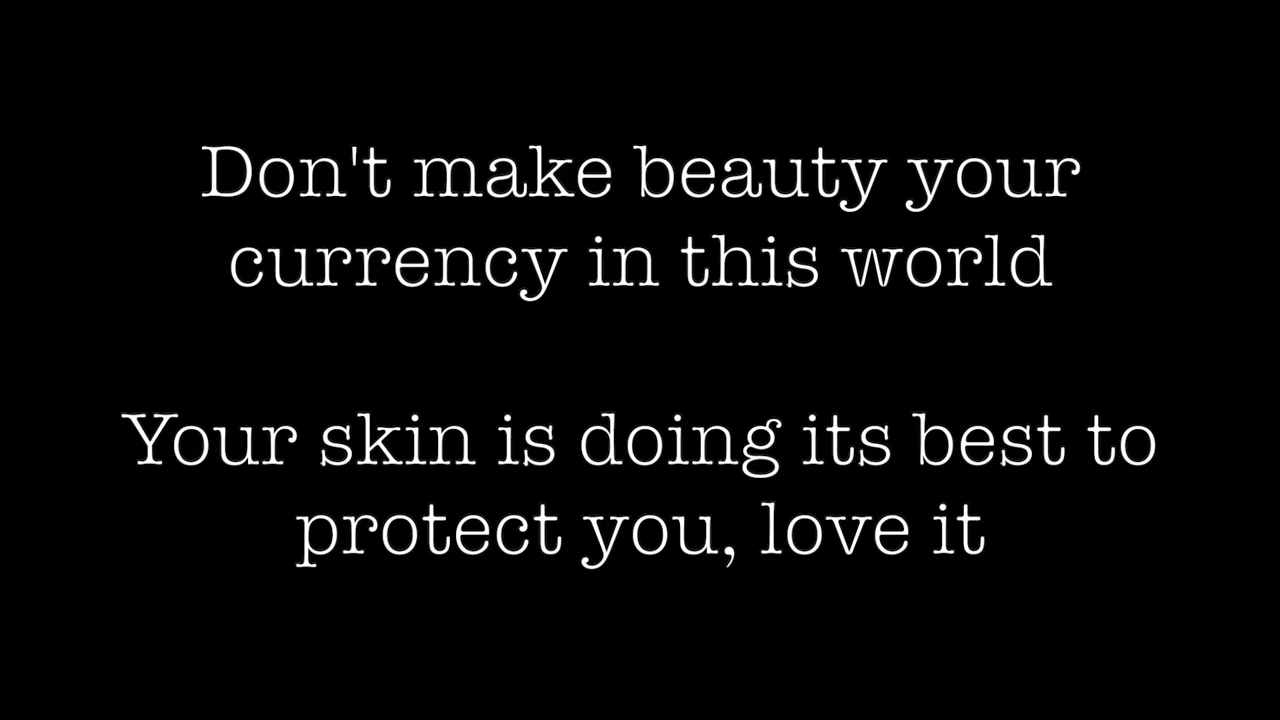 Don't make beauty your
currency in this world
Your skin is doing its best to
protect you, love it